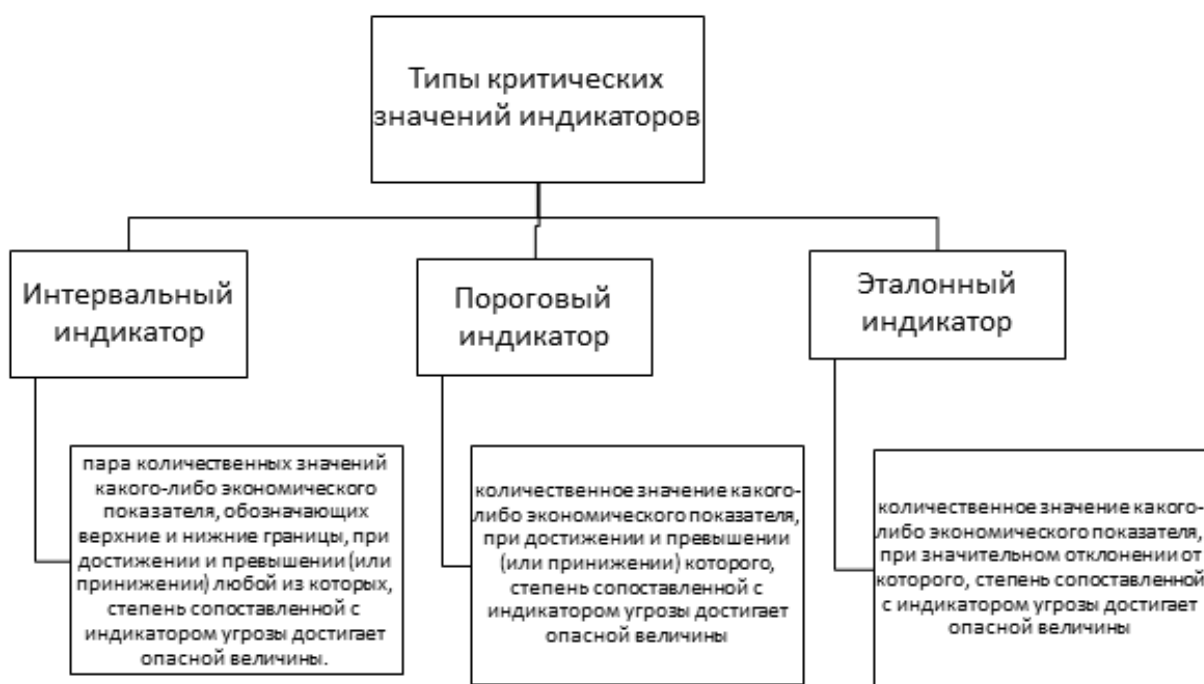 Типы критических
значений индикаторов
Интервальный
индикатор
Пороговый
индикатор
Эталонный
индикатор
пара количественных значений
какого-либо экономического
показателя, обозначающих
верхние и нижние границы, при
достижении и превышении (или
принижении) любой из которых,
степень сопоставленной с
индикатором угрозы достигает
опасной величины.
количественное значение какого-
либо экономического показателя,
при достижении и превышении
(или принижении) которого,
степень сопоставленной с
индикатором угрозы достигает
опасной величины
количественное значение какого-
либо экономического показателя,
при значительном отклонении от
которого, степень сопоставленной
с индикатором угрозы достигает
опасной величины